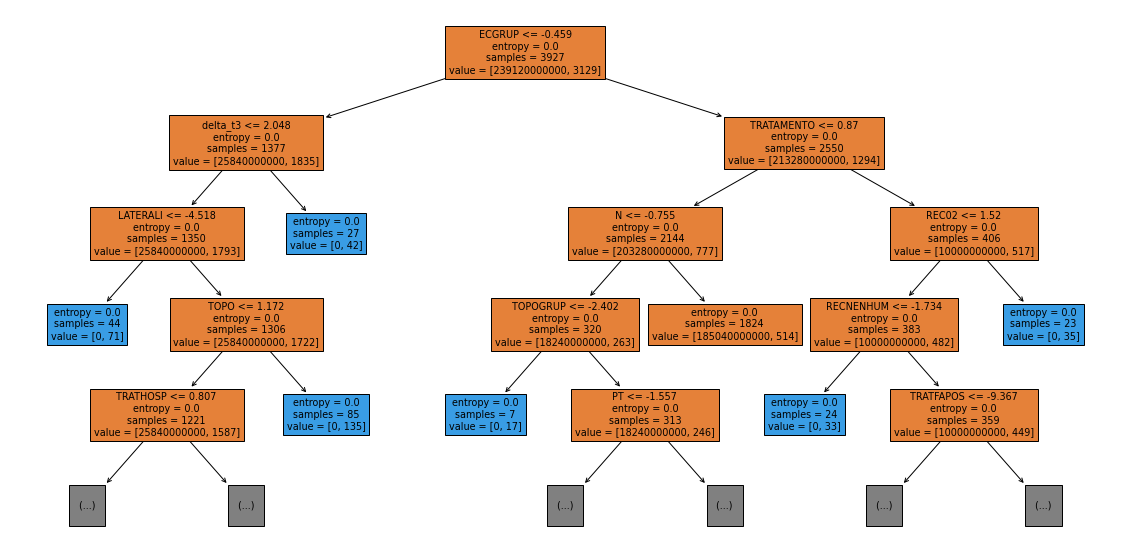 ECGRUP <= -0.459
entropy = 0.0
samples = 3927
value = [239120000000, 3129]
delta_t3 <= 2.048
entropy = 0.0
samples = 1377
value = [25840000000, 1835]
TRATAMENTO <= 0.87
entropy = 0.0
samples = 2550
value = [213280000000, 1294]
LATERALI <= -4.518
entropy = 0.0
samples = 1350
value = [25840000000, 1793]
entropy = 0.0
samples = 27
value = [0, 42]
N <= -0.755
entropy = 0.0
samples = 2144
value = [203280000000, 777]
REC02 <= 1.52
entropy = 0.0
samples = 406
value = [10000000000, 517]
entropy = 0.0
samples = 44
value = [0, 71]
TOPO <= 1.172
entropy = 0.0
samples = 1306
value = [25840000000, 1722]
TOPOGRUP <= -2.402
entropy = 0.0
samples = 320
value = [18240000000, 263]
entropy = 0.0
samples = 1824
value = [185040000000, 514]
RECNENHUM <= -1.734
entropy = 0.0
samples = 383
value = [10000000000, 482]
entropy = 0.0
samples = 23
value = [0, 35]
TRATHOSP <= 0.807
entropy = 0.0
samples = 1221
value = [25840000000, 1587]
entropy = 0.0
samples = 85
value = [0, 135]
entropy = 0.0
samples = 7
value = [0, 17]
PT <= -1.557
entropy = 0.0
samples = 313
value = [18240000000, 246]
entropy = 0.0
samples = 24
value = [0, 33]
TRATFAPOS <= -9.367
entropy = 0.0
samples = 359
value = [10000000000, 449]
(...)
(...)
(...)
(...)
(...)
(...)